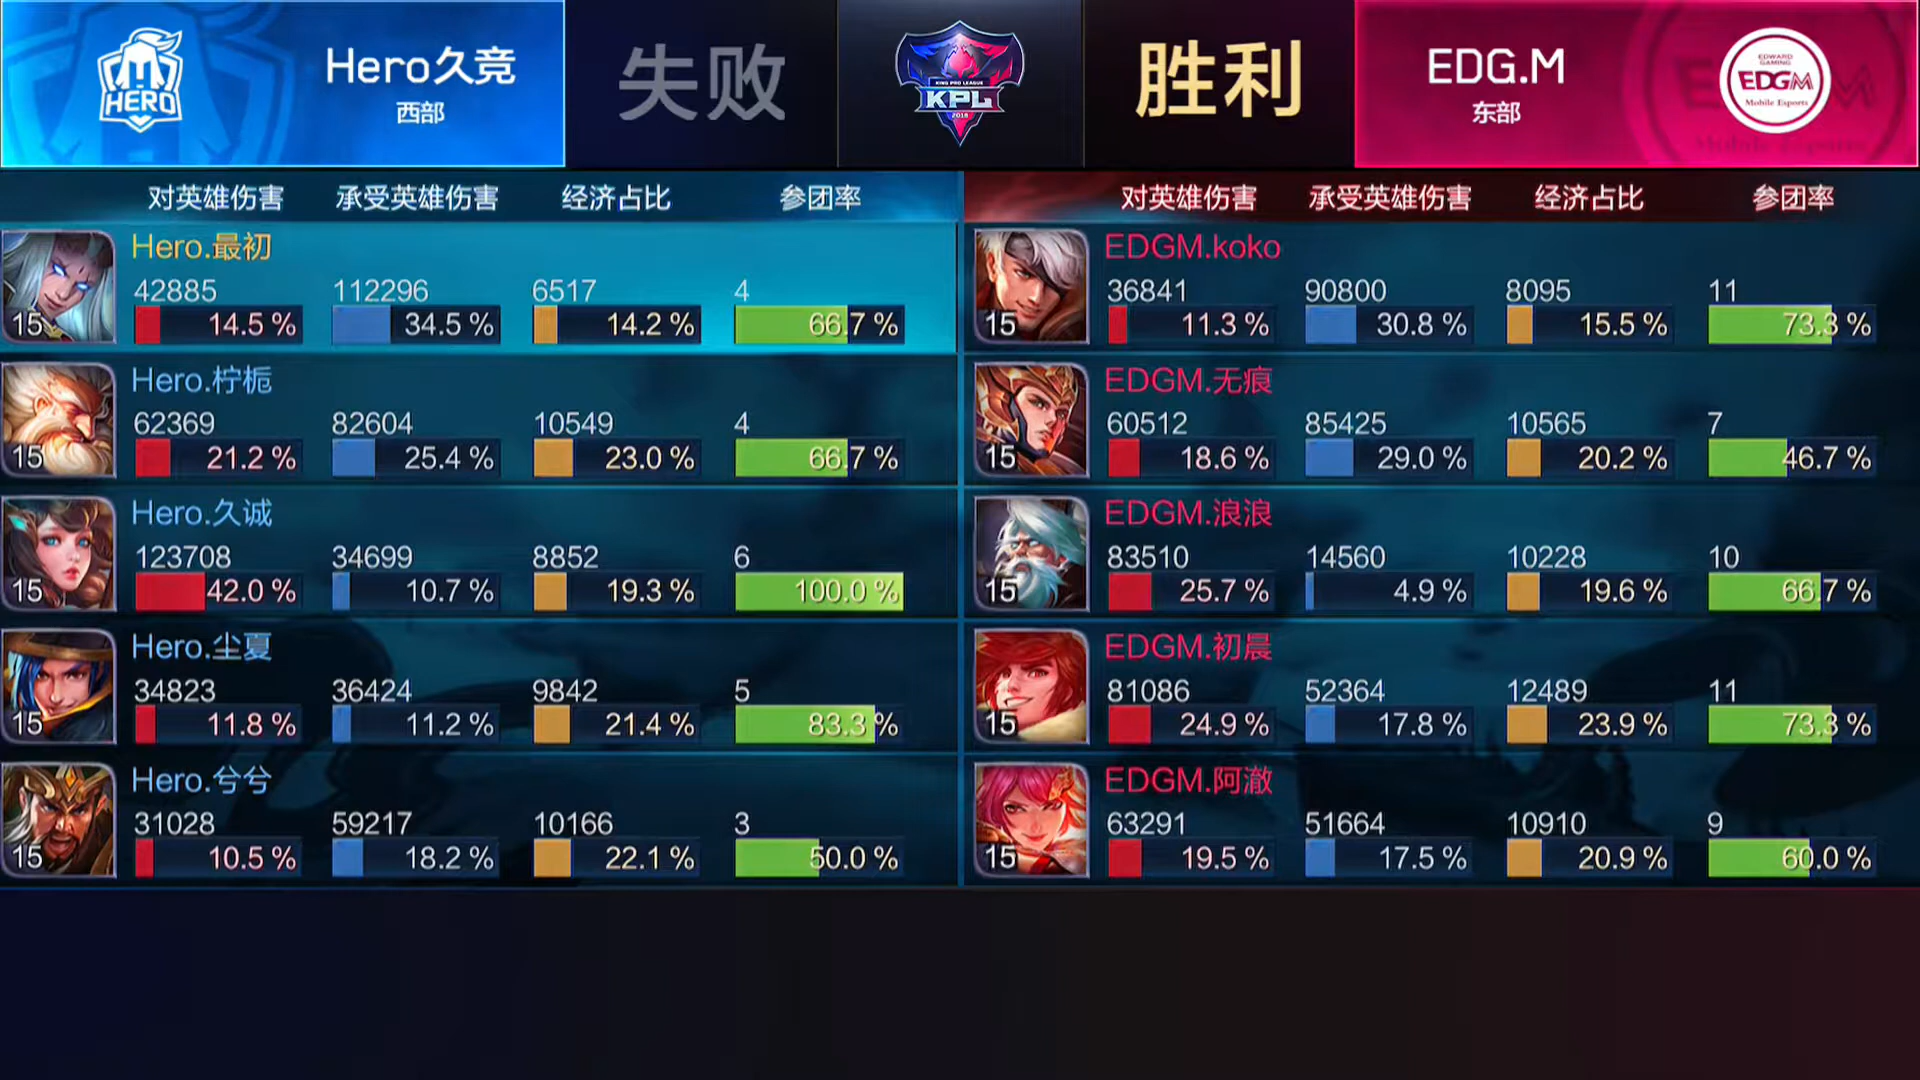 HERO
Hero久竞
西部
失败
KING PRO LEAGUE
KPL
2018
胜利
EDG.M
东部
EDWARD
GAMING
EDGM
Mobile Esports
对英雄伤害 承受英雄伤害 经济占比 参团率
对英雄伤害 承受英雄伤害 经济占比 参团率
Hero.最初
42885 112296 6517 4
15 14.5 % 34.5 % 14.2 % 66.7 %
Hero.柠栀
62369 82604 10549 4
15 21.2 % 25.4 % 23.0 % 66.7 %
Hero.久诚
123708 34699 8852 6
15 42.0 % 10.7 % 19.3 % 100.0 %
Hero.尘夏
34823 36424 9842 5
15 11.8 % 11.2 % 21.4 % 83.3 %
Hero.兮兮
31028 59217 10166 3
15 10.5 % 18.2 % 22.1 % 50.0 %
EDGM.koko
36841 90800 8095 11
15 11.3 % 30.8 % 15.5 % 73.3 %
EDGM.无痕
60512 85425 10565 7
15 18.6 % 29.0 % 20.2 % 46.7 %
EDGM.浪浪
83510 14560 10228 10
15 25.7 % 4.9 % 19.6 % 66.7 %
EDGM.初晨
81086 52364 12489 11
15 24.9 % 17.8 % 23.9 % 73.3 %
EDGM.阿澈
63291 51664 10910 9
15 19.5 % 17.5 % 20.9 % 60.0 %